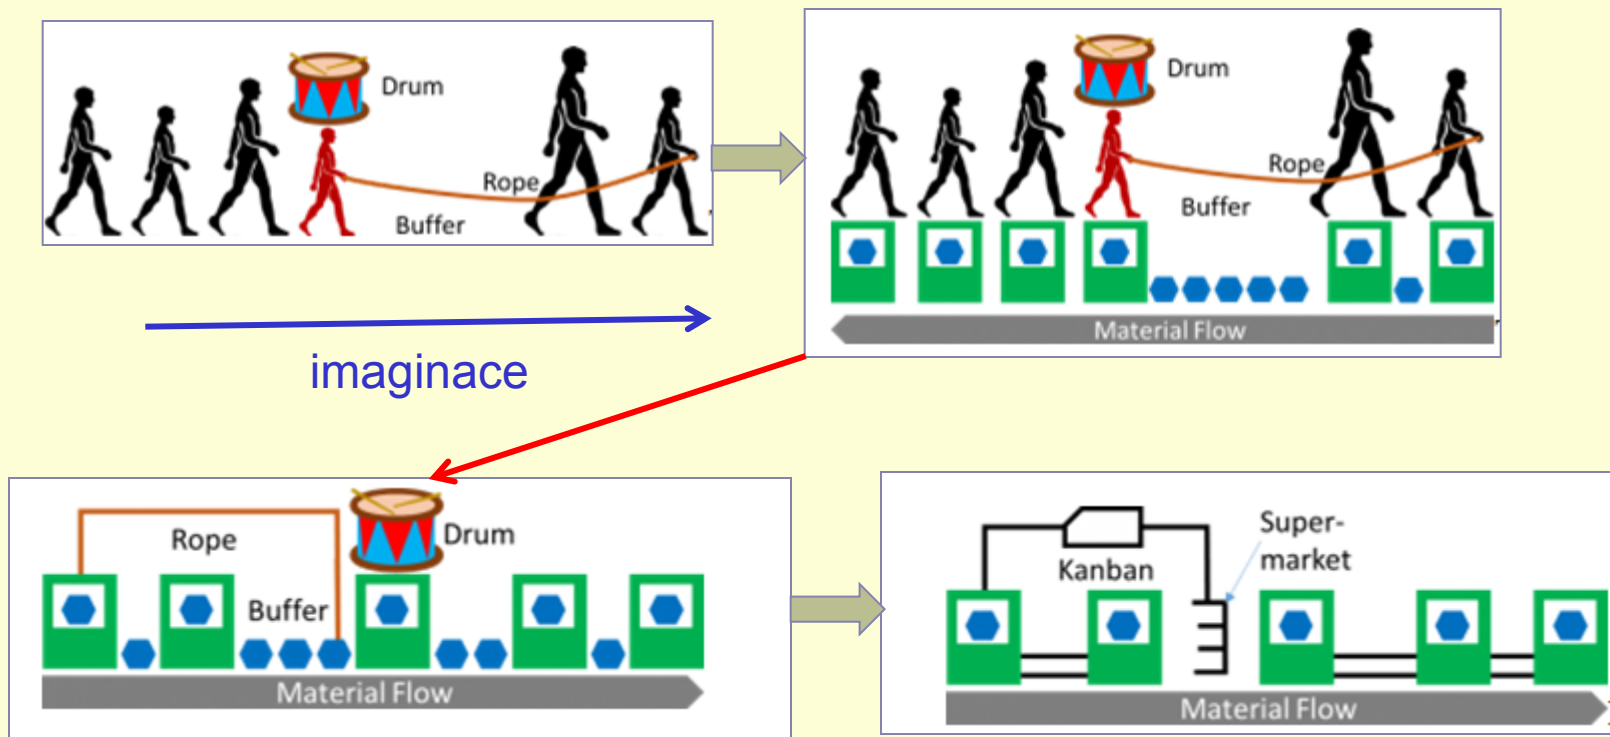 Drum
Rope
Buffer
Drum
Rope
Buffer
Material Flow
imaginace
Rope
Drum
Buffer
Material Flow
Super-
market
Kanban
Material Flow